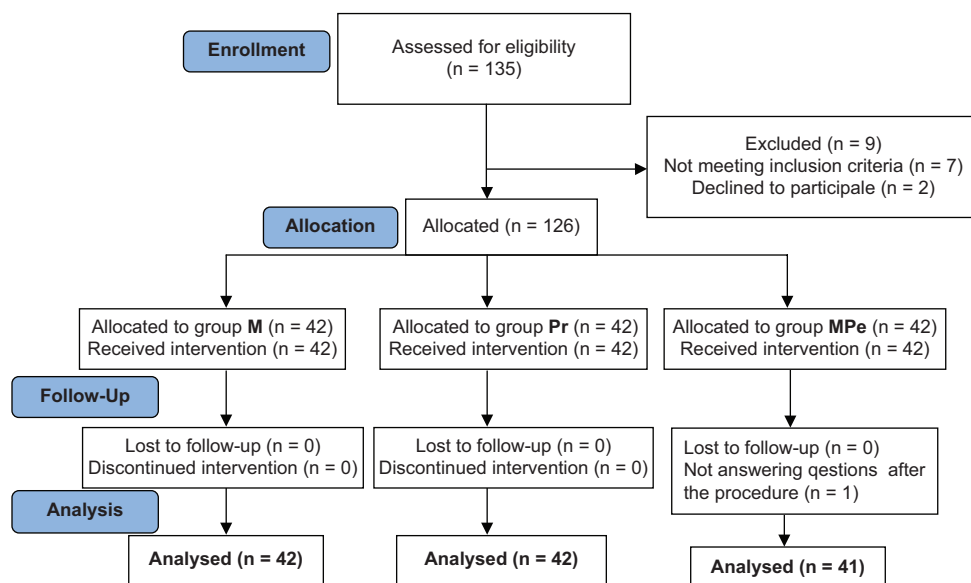 Enrollment
Assessed for eligibility
(n = 135)
Excluded (n = 9)
Not meeting inclusion criteria (n = 7)
Declined to participale (n = 2)
Allocation
Allocated (n = 126)
Allocated to group M (n = 42)
Received intervention (n = 42)
Allocated to group Pr (n = 42)
Received intervention (n = 42)
Allocated to group MPe (n = 42)
Received intervention (n = 42)
Follow-Up
Lost to follow-up (n = 0)
Discontinued intervention (n = 0)
Lost to follow-up (n = 0)
Discontinued intervention (n = 0)
Lost to follow-up (n = 0)
Not answering qestions after
the procedure (n = 1)
Analysis
Analysed (n = 42)
Analysed (n = 42)
Analysed (n = 41)